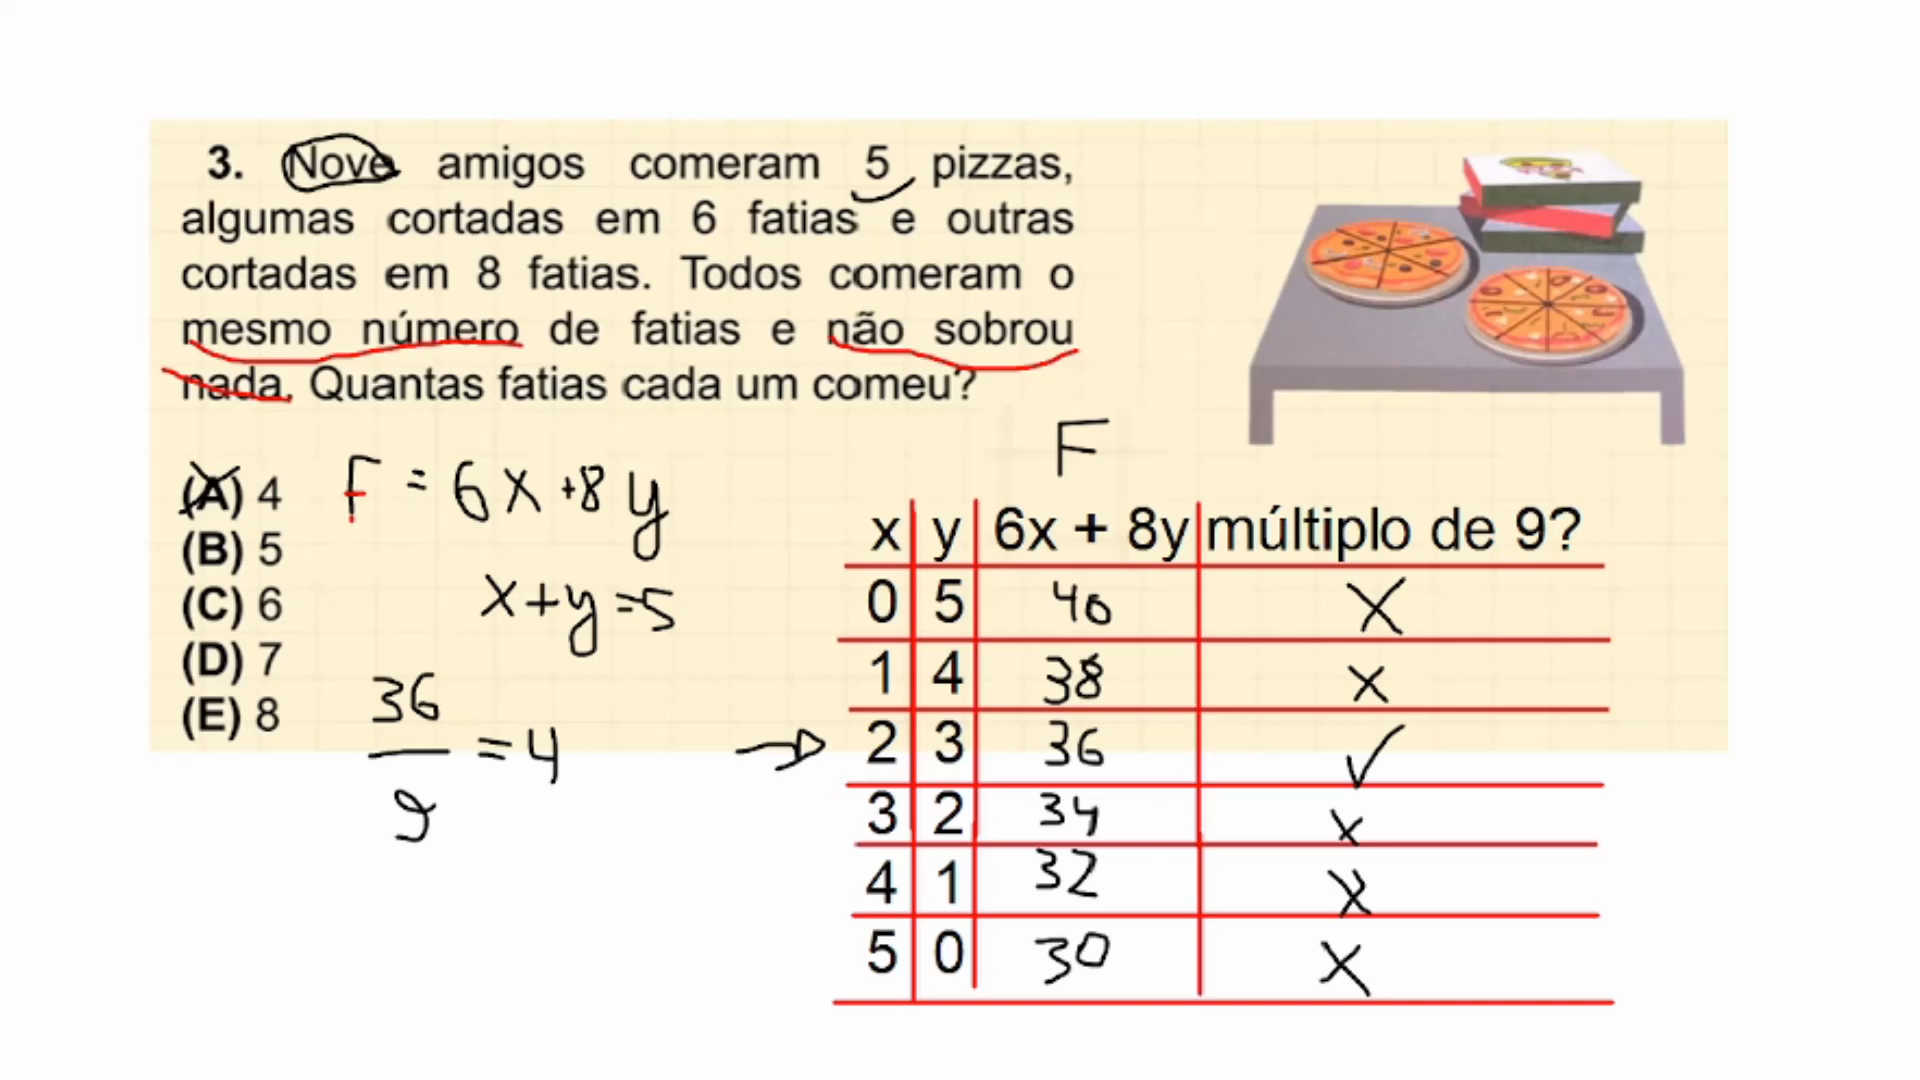 3. Nove amigos comeram 5 pizzas,
algumas cortadas em 6 fatias e outras
cortadas em 8 fatias. Todos comeram o
mesmo número de fatias e não sobrou
nada. Quantas fatias cada um comeu?
(A) 4
(B) 5
(C) 6
(D) 7
(E) 8
F = 6x+8y
x+y=5
36
9
=4
F
x y 6x + 8y múltiplo de 9?
0 5 40 X
1 4 38 X
2 3 36 ✓
3 2 34 X
4 1 32 X
5 0 30 X